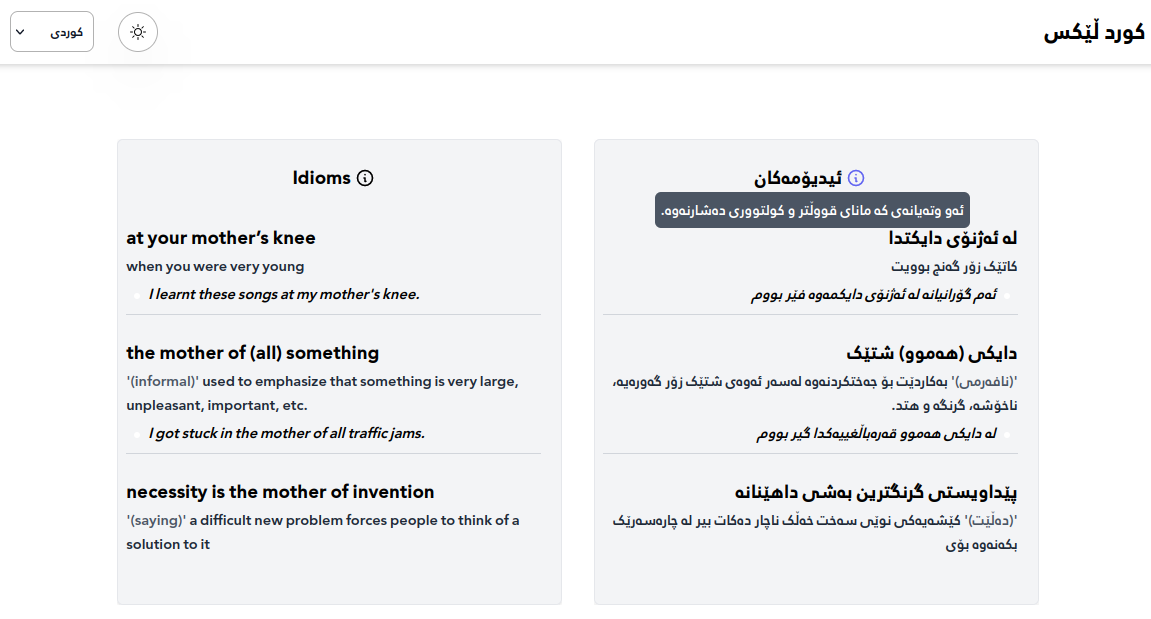 کورد ڵێکس
کوردی
ئیدیۆمەکان
ئەو وتەیانەی کە مانای قووڵتر و کولتووری دەشارنەوە.
لە ئەژنۆی دایکتدا
کاتێک زۆر گەنج بوویت
ئەم گۆرانیانە لە ئەژنۆی دایکمەوە فێر بووم
دایکی (هەموو) شتێک
'(نافەرمی)' بەکاردێت بۆ جەختکردنەوە لەسەر ئەوەی شتێک زۆر گەورەیە،
ناخۆشە، گرنگە و هتد.
لە دایکی هەموو قەرەباڵغییەکدا گیر بووم
پێداویستی گرنگترین بەشی داهێنانە
'(دەڵێت)' کێشەیەکی نوێی سەخت خەڵک ناچار دەکات بیر لە چارەسەرێک
بکەنەوە بۆی
Idioms
at your mother’s knee
when you were very young
I learnt these songs at my mother's knee.
the mother of (all) something
'(informal)' used to emphasize that something is very large,
unpleasant, important, etc.
I got stuck in the mother of all traffic jams.
necessity is the mother of invention
'(saying)' a difficult new problem forces people to think of a
solution to it